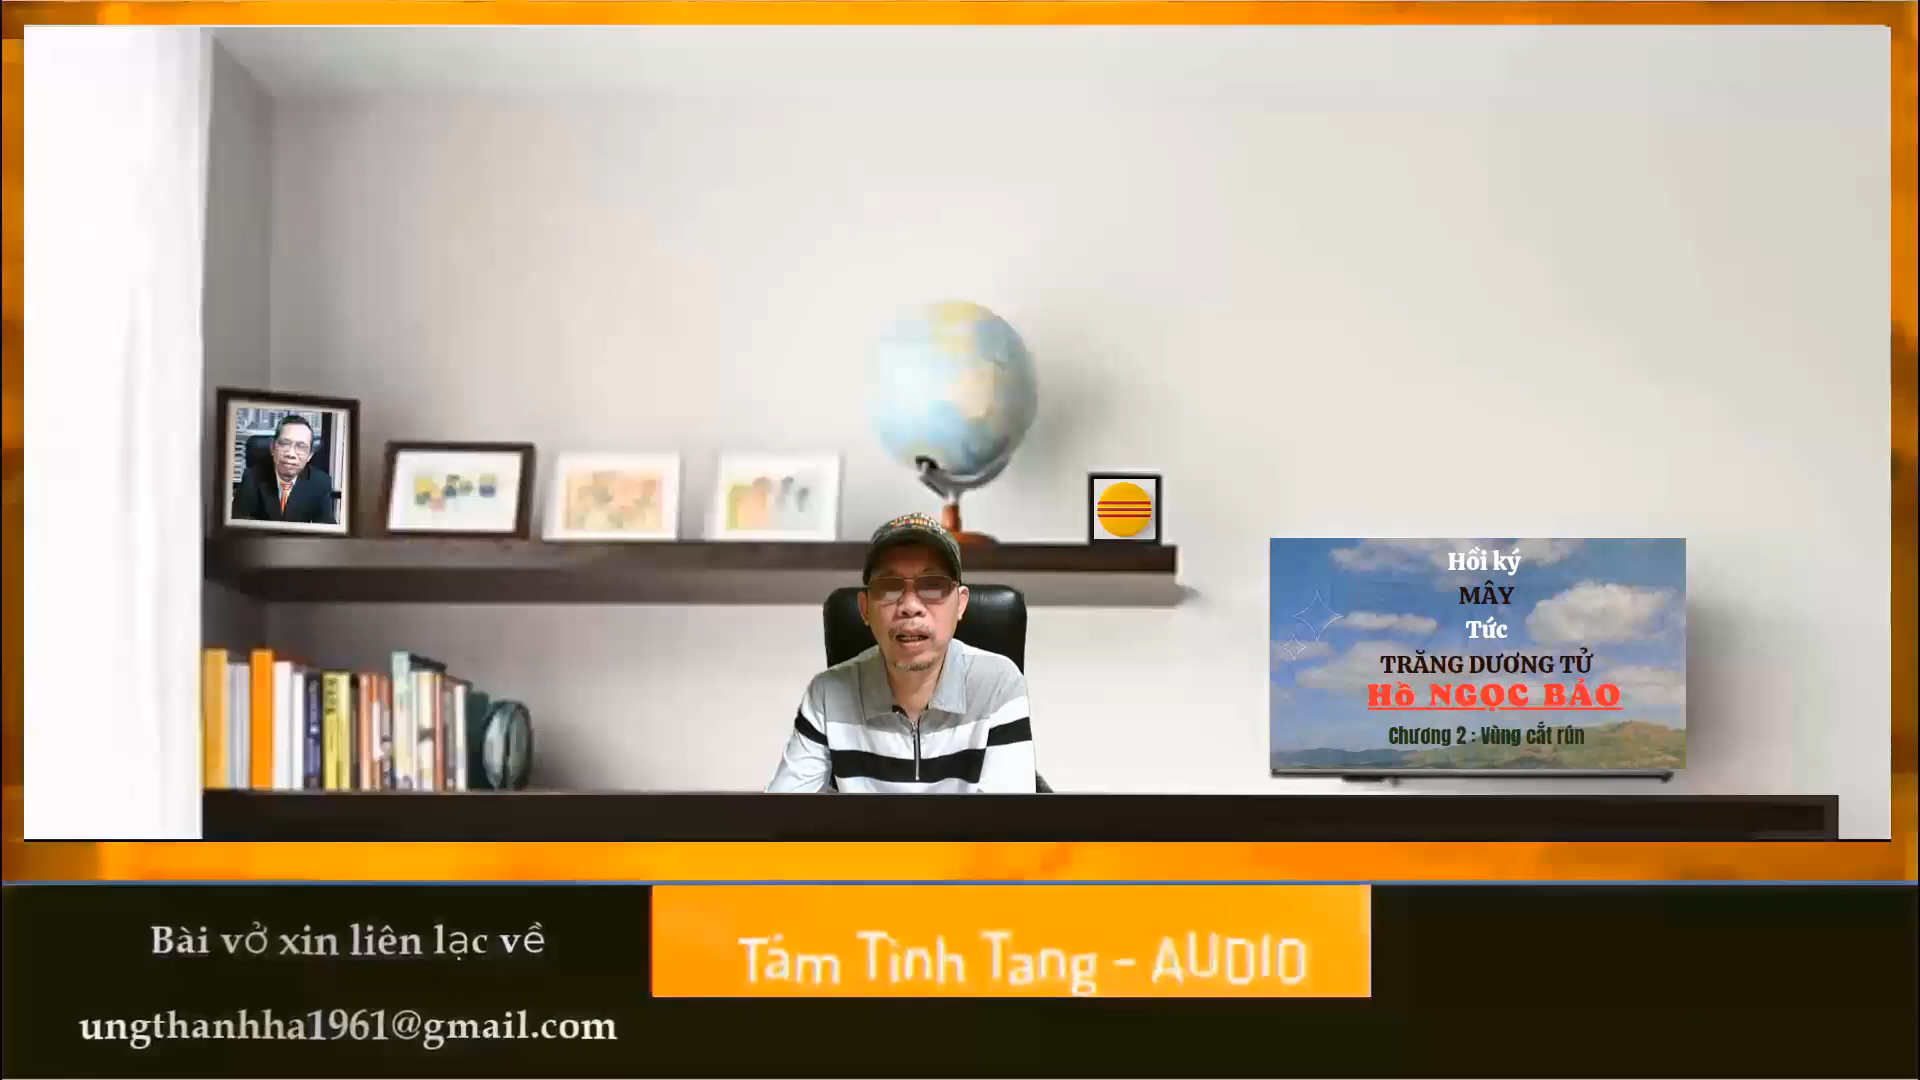 Hồi ký
MÂY
Tức
TRĂNG DƯƠNG TỬ
Hồ NGỌC BẢO
Chương 2 : Vùng cắt rún
Bài vở xin liên lạc về
ungthanhha1961@gmail.com
Tám Tình Tang - AUDIO